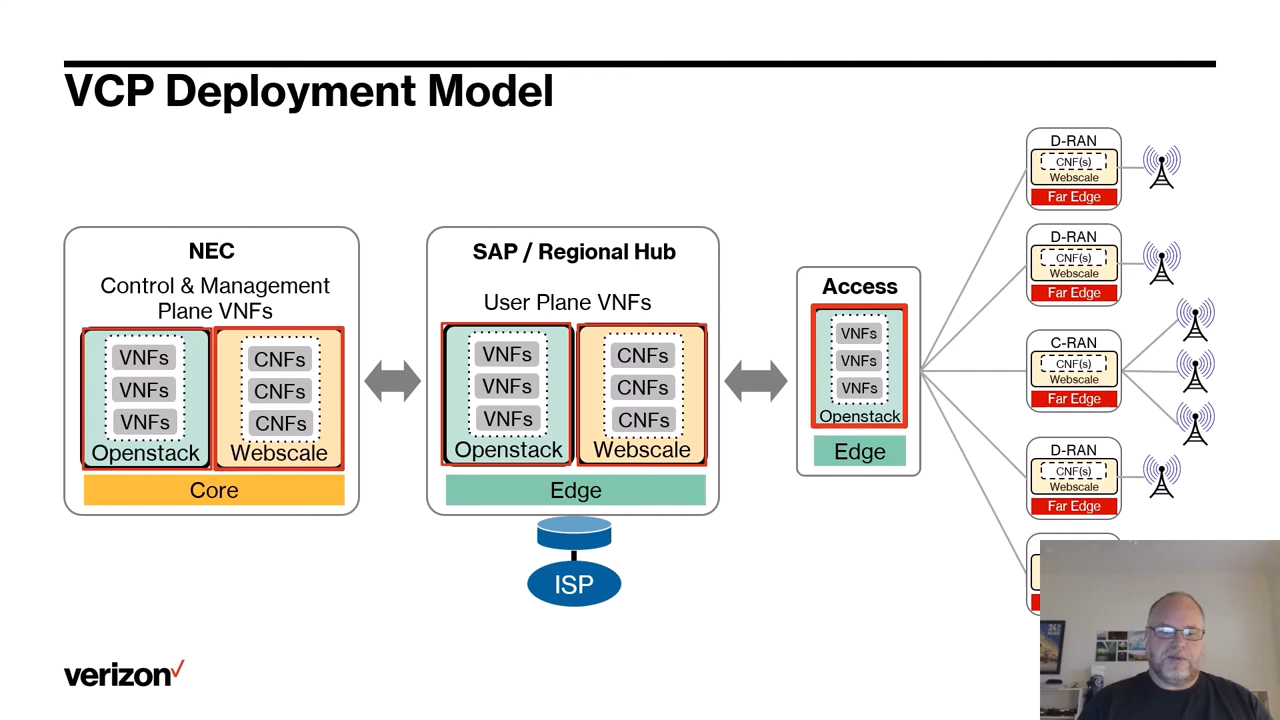 VCP Deployment Model
NEC
Control & Management
Plane VNFs
VNFs
VNFs
VNFs
Openstack
CNFs
CNFs
CNFs
Webscale
Core
SAP / Regional Hub
User Plane VNFs
VNFs
VNFs
VNFs
Openstack
CNFs
CNFs
CNFs
Webscale
Edge
ISP
Access
VNFs
VNFs
VNFs
Openstack
Edge
D-RAN
CNF(s)
Webscale
Far Edge
D-RAN
CNF(s)
Webscale
Far Edge
C-RAN
CNF(s)
Webscale
Far Edge
D-RAN
CNF(s)
Webscale
Far Edge
verizon